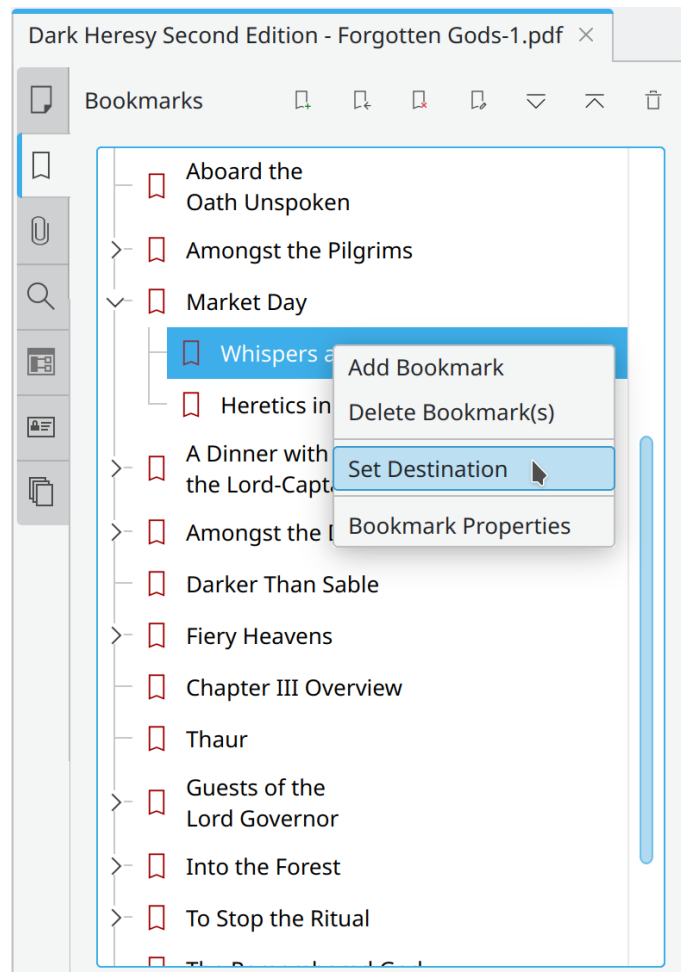 Dark Heresy Second Edition - Forgotten Gods-1.pdf
Bookmarks
Aboard the
Oath Unspoken
Amongst the Pilgrims
Market Day
Whispers
Heretics in
A Dinner with
the Lord-Capta
Amongst the
Darker Than Sable
Fiery Heavens
Chapter III Overview
Thaur
Guests of the
Lord Governor
Into the Forest
To Stop the Ritual
Add Bookmark
Delete Bookmark(s)
Set Destination
Bookmark Properties